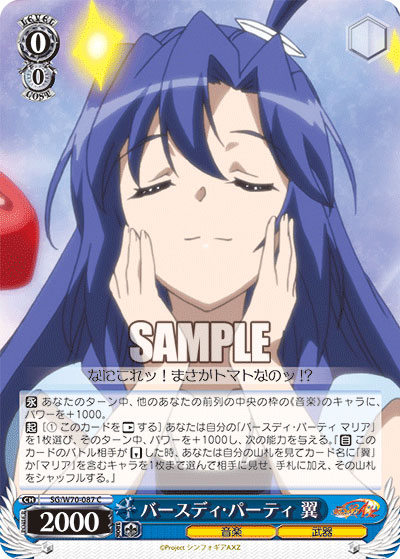 LEVEL
0
0
COST
SAMPLE
なにこれッ！まさかトマトなのッ!?
永 あなたのターン中、他のあなたの前列の中央の枠の《音楽》のキャラに、
パワーを＋1000。
起［① このカードをする］あなたは自分の「バースディ・パーティ マリア」
を1枚選び、そのターン中、パワーを＋1000し、次の能力を与える。『自 この
カードのバトル相手がした時、あなたは自分の山札を見てカード名に「翼」
か「マリア」を含むキャラを1枚まで選んで相手に見せ、手札に加え、その山札
をシャッフルする。』
CH
SG/W70-087 C
2000
バースディ・パーティ 翼
音楽
武器
©Project シンフォギアAXZ